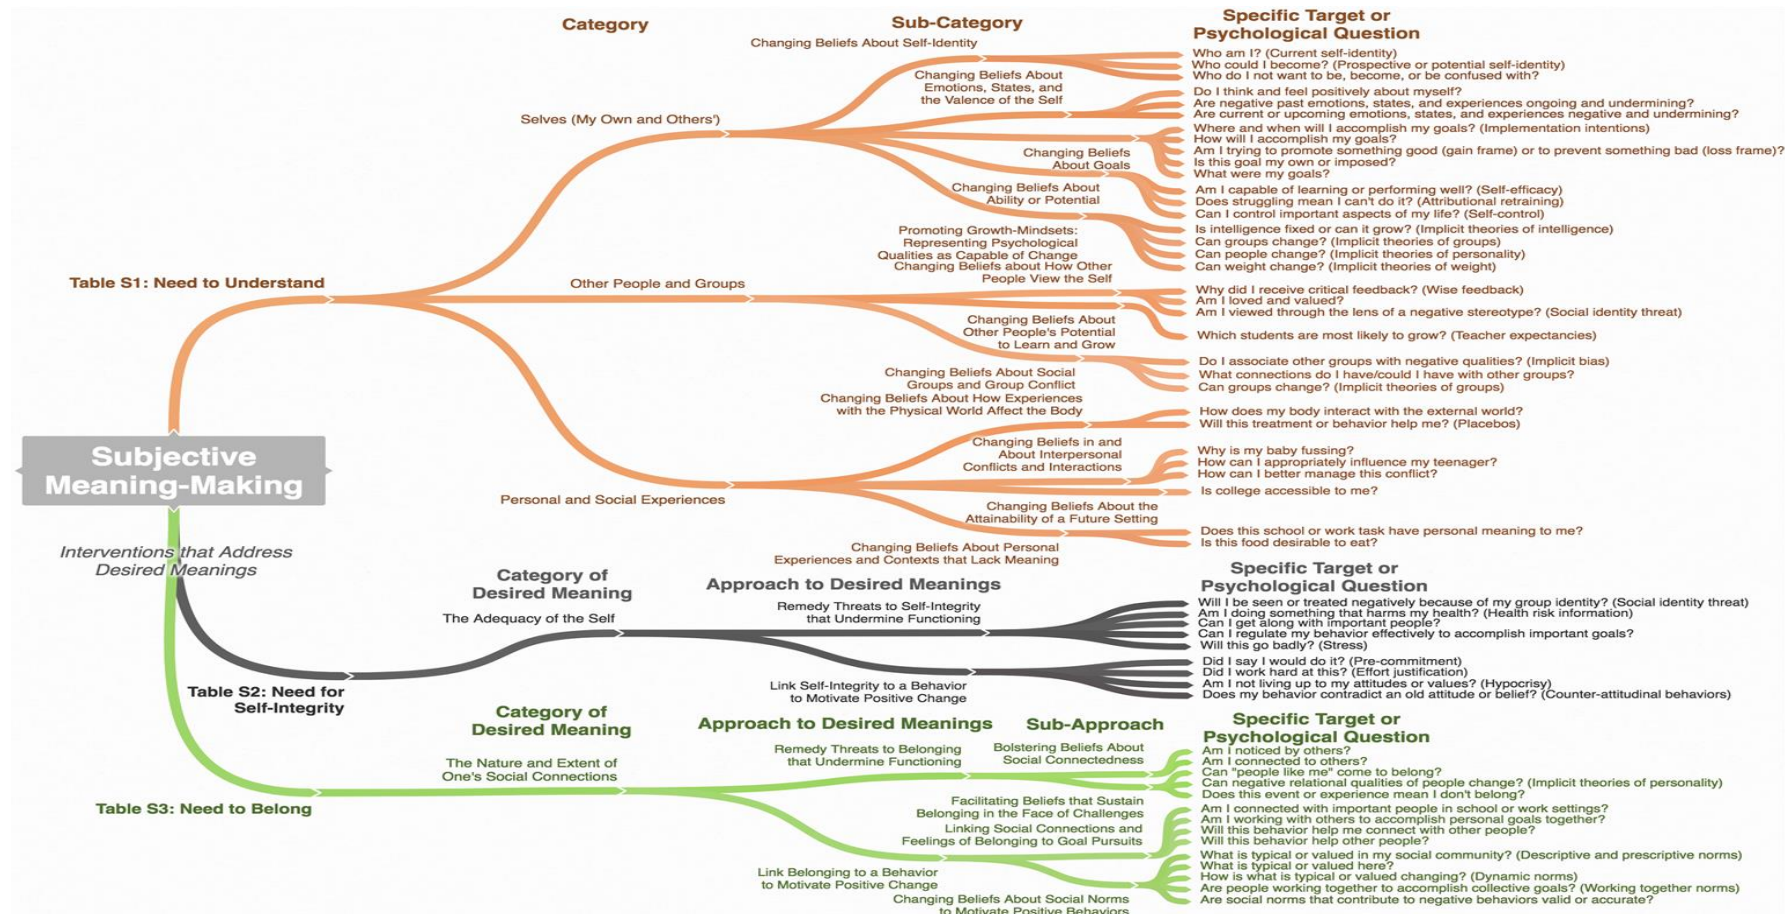 Category
Sub-Category
Specific Target or
Psychological Question
Changing Beliefs About Self-Identity
Who am I? (Current self-identity)
Who could I become? (Prospective or potential self-identity)
Who do I not want to be, become, or be confused with?
Changing Beliefs About
Emotions, States, and
the Valence of the Self
Do I think and feel positively about myself?
Are negative past emotions, states, and experiences ongoing and undermining?
Are current or upcoming emotions, states, and experiences negative and undermining?
Selves (My Own and Others')
Where and when will I accomplish my goals? (Implementation intentions)
How will I accomplish my goals?
Am I trying to promote something good (gain frame) or to prevent something bad (loss frame)?
Is this goal my own or imposed?
What were my goals?
Changing Beliefs
About Goals
Changing Beliefs About
Ability or Potential
Am I capable of learning or performing well? (Self-efficacy)
Does struggling mean I can't do it? (Attributional retraining)
Can I control important aspects of my life? (Self-control)
Promoting Growth-Mindsets:
Representing Psychological
Qualities as Capable of Change
Is intelligence fixed or can it grow? (Implicit theories of intelligence)
Can groups change? (Implicit theories of groups)
Can people change? (Implicit theories of personality)
Can weight change? (Implicit theories of weight)
Table S1: Need to Understand
Other People and Groups
Changing Beliefs about How Other
People View the Self
Why did I receive critical feedback? (Wise feedback)
Am I loved and valued?
Am I viewed through the lens of a negative stereotype? (Social identity threat)
Changing Beliefs About
Other People's Potential
to Learn and Grow
Which students are most likely to grow? (Teacher expectancies)
Changing Beliefs About Social
Groups and Group Conflict
Do I associate other groups with negative qualities? (Implicit bias)
What connections do I have/could I have with other groups?
Can groups change? (Implicit theories of groups)
Changing Beliefs About How Experiences
with the Physical World Affect the Body
How does my body interact with the external world?
Will this treatment or behavior help me? (Placebos)
Changing Beliefs in and
About Interpersonal
Conflicts and Interactions
Why is my baby fussing?
How can I appropriately influence my teenager?
How can I better manage this conflict?
Subjective
Meaning-Making
Personal and Social Experiences
Is college accessible to me?
Changing Beliefs About the
Attainability of a Future Setting
Does this school or work task have personal meaning to me?
Is this food desirable to eat?
Changing Beliefs About Personal
Experiences and Contexts that Lack Meaning
Interventions that Address
Desired Meanings
Category of
Desired Meaning
Approach to Desired Meanings
Specific Target or
Psychological Question
The Adequacy of the Self
Remedy Threats to Self-Integrity
that Undermine Functioning
Will I be seen or treated negatively because of my group identity? (Social identity threat)
Am I doing something that harms my health? (Health risk information)
Can I get along with important people?
Can I regulate my behavior effectively to accomplish important goals?
Will this go badly? (Stress)
Table S2: Need for
Self-Integrity
Link Self-Integrity to a Behavior
to Motivate Positive Change
Did I say I would do it? (Pre-commitment)
Did I work hard at this? (Effort justification)
Am I not living up to my attitudes or values? (Hypocrisy)
Does my behavior contradict an old attitude or belief? (Counter-attitudinal behaviors)
Category of
Desired Meaning
Approach to Desired Meanings
Sub-Approach
Specific Target or
Psychological Question
The Nature and Extent of
One's Social Connections
Remedy Threats to Belonging
that Undermine Functioning
Bolstering Beliefs About
Social Connectedness
Am I noticed by others?
Am I connected to others?
Can "people like me" come to belong?
Can negative relational qualities of people change? (Implicit theories of personality)
Does this event or experience mean I don't belong?
Table S3: Need to Belong
Facilitating Beliefs that Sustain
Belonging in the Face of Challenges
Linking Social Connections and
Feelings of Belonging to Goal Pursuits
Am I connected with important people in school or work settings?
Am I working with others to accomplish personal goals together?
Will this behavior help me connect with other people?
Will this behavior help other people?
Link Belonging to a Behavior
to Motivate Positive Change
What is typical or valued in my social community? (Descriptive and prescriptive norms)
What is typical or valued here?
How is what is typical or valued changing? (Dynamic norms)
Are people working together to accomplish collective goals? (Working together norms)
Are social norms that contribute to negative behaviors valid or accurate?
Changing Beliefs About Social Norms
to Motivate Positive Behaviors